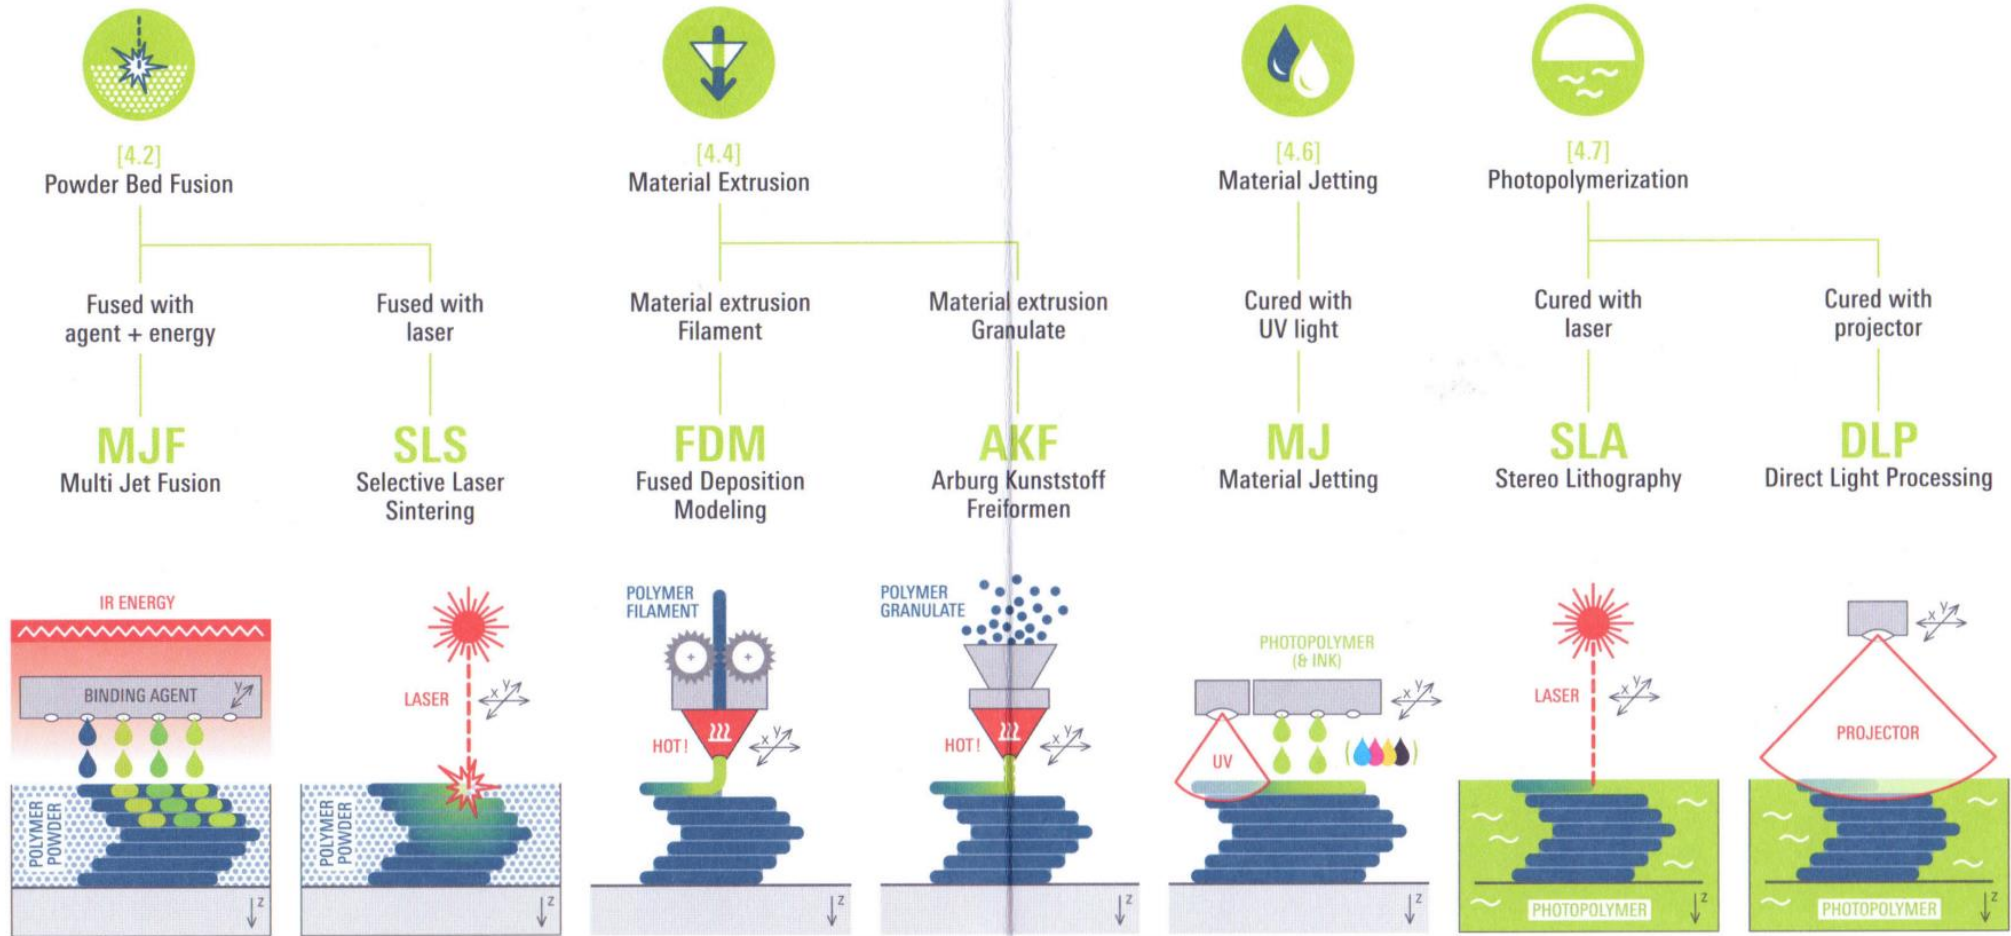 [4.2]
Powder Bed Fusion
[4.4]
Material Extrusion
[4.6]
Material Jetting
[4.7]
Photopolymerization
Fused with
agent + energy
Fused with
laser
Material extrusion
Filament
Material extrusion
Granulate
Cured with
UV light
Cured with
laser
Cured with
projector
MJF
Multi Jet Fusion
SLS
Selective Laser
Sintering
FDM
Fused Deposition
Modeling
AKF
Arburg Kunststoff
Freiformen
MJ
Material Jetting
SLA
Stereo Lithography
DLP
Direct Light Processing
IR ENERGY
BINDING AGENT
Y
POLYMER
POWDER
Z
LASER
X Y
POLYMER
POWDER
Z
POLYMER
FILAMENT
+ +
HOT!
X Y
Z
POLYMER
GRANULATE
HOT!
X Y
Z
PHOTOPOLYMER
(& INK)
X Y
UV
( )
Z
LASER
X Y
PHOTOPOLYMER
Z
X Y
PROJECTOR
PHOTOPOLYMER
Z